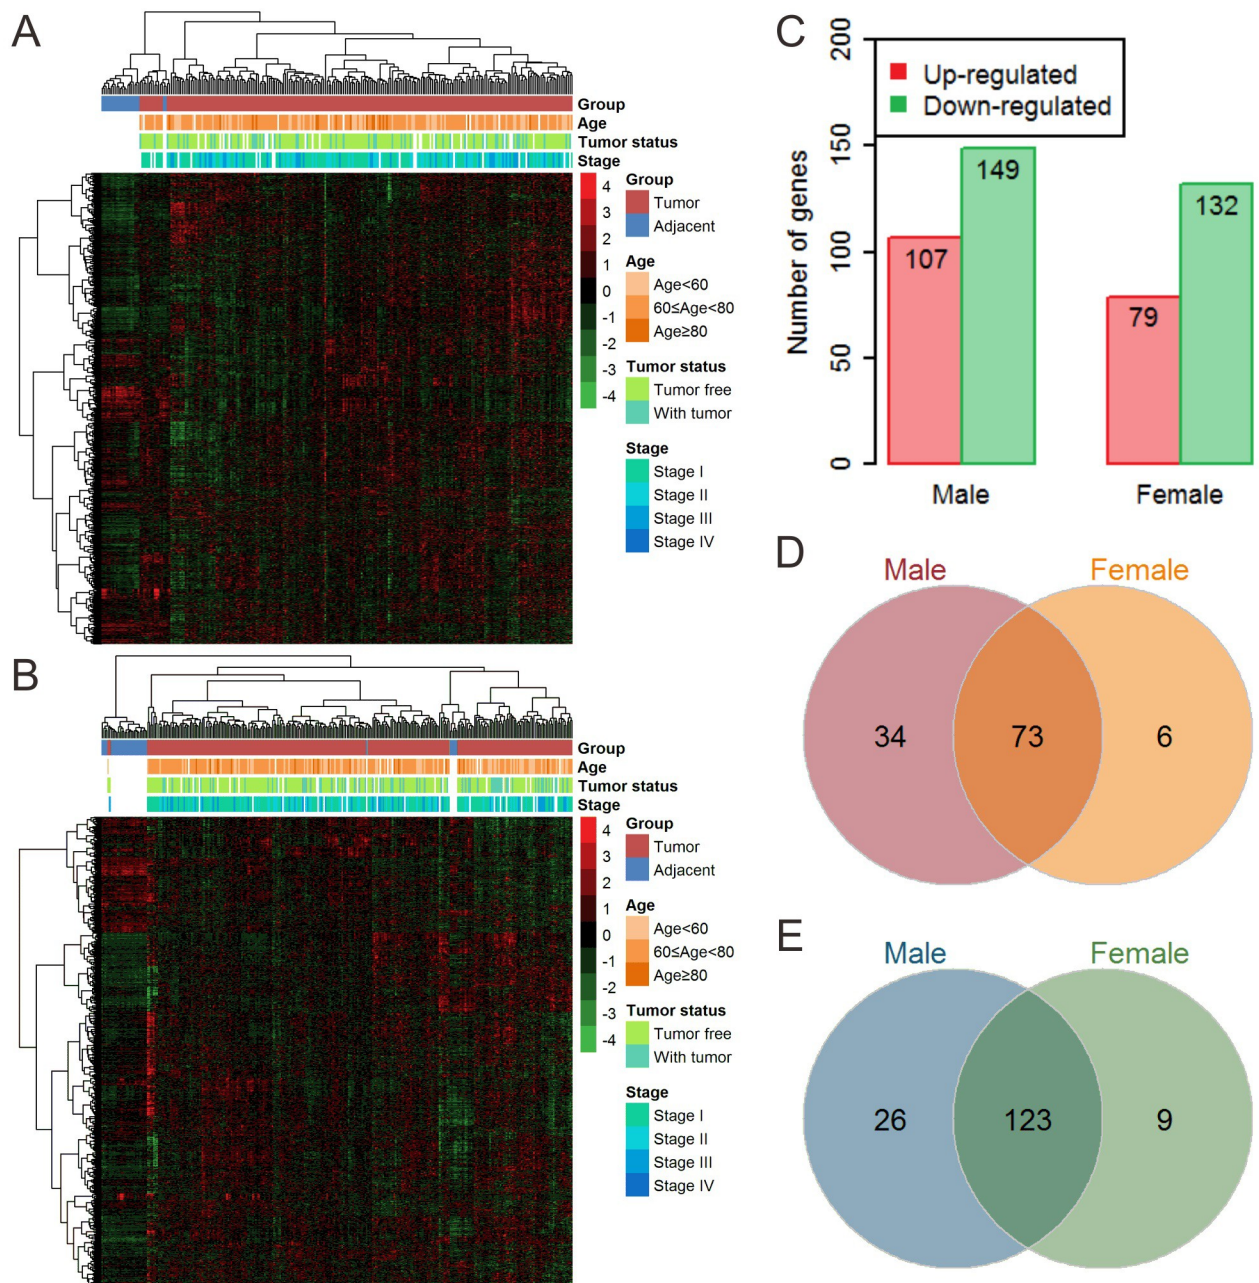 A
Group
Age
Tumor status
Stage
4
3
2
1
0
-1
-2
-3
-4
Group
Tumor
Adjacent
Age
Age<60
60≤Age<80
Age≥80
Tumor status
Tumor free
With tumor
Stage
Stage I
Stage II
Stage III
Stage IV
B
Group
Age
Tumor status
Stage
4
3
2
1
0
-1
-2
-3
-4
Group
Tumor
Adjacent
Age
Age<60
60≤Age<80
Age≥80
Tumor status
Tumor free
With tumor
Stage
Stage I
Stage II
Stage III
Stage IV
C
Number of genes
200
150
100
50
0
Up-regulated
Down-regulated
107
149
79
132
Male
Female
D
Male
Female
34
73
6
E
Male
Female
26
123
9